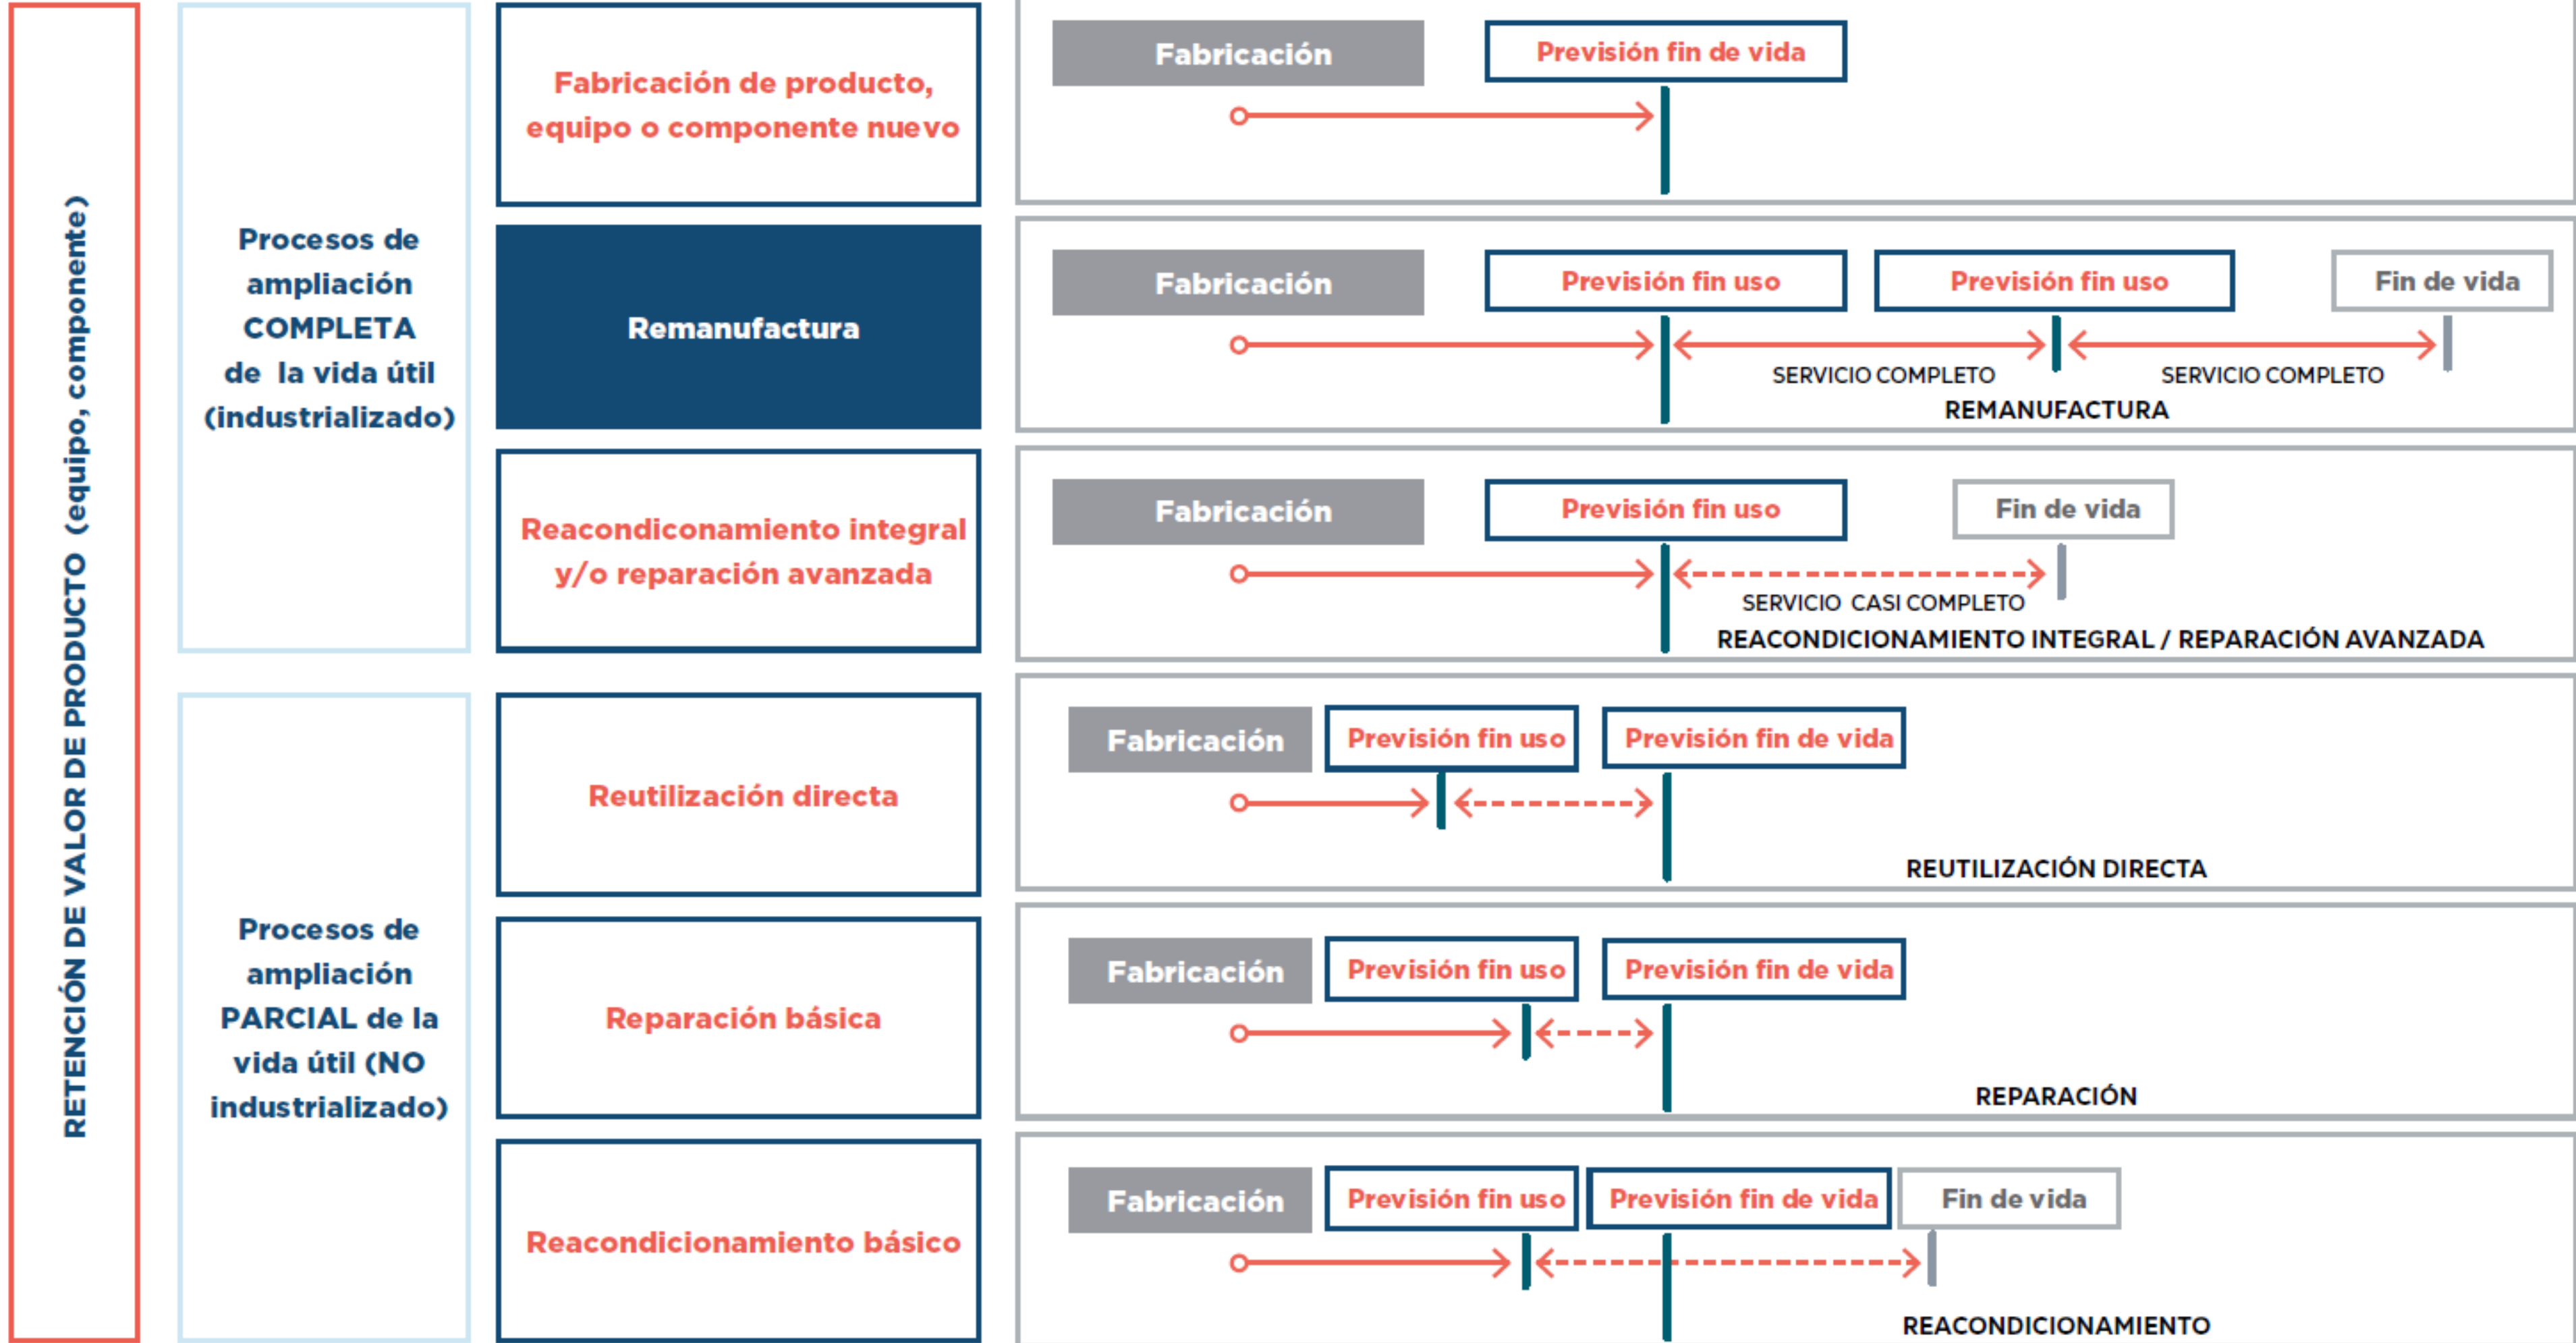 RETENCIÓN DE VALOR DE PRODUCTO (equipo, componente)
Procesos de
ampliación
COMPLETA
de la vida útil
(industrializado)
Fabricación de producto,
equipo o componente nuevo
Fabricación
Previsión fin de vida
Remanufactura
Fabricación
Previsión fin uso
Previsión fin uso
Fin de vida
SERVICIO COMPLETO
SERVICIO COMPLETO
REMANUFACTURA
Reacondiconamiento integral
y/o reparación avanzada
Fabricación
Previsión fin uso
Fin de vida
SERVICIO CASI COMPLETO
REACONDICIONAMIENTO INTEGRAL / REPARACIÓN AVANZADA
Procesos de
ampliación
PARCIAL de la
vida útil (NO
industrializado)
Reutilización directa
Fabricación
Previsión fin uso
Previsión fin de vida
REUTILIZACIÓN DIRECTA
Reparación básica
Fabricación
Previsión fin uso
Previsión fin de vida
REPARACIÓN
Reacondicionamiento básico
Fabricación
Previsión fin uso
Previsión fin de vida
Fin de vida
REACONDICIONAMIENTO